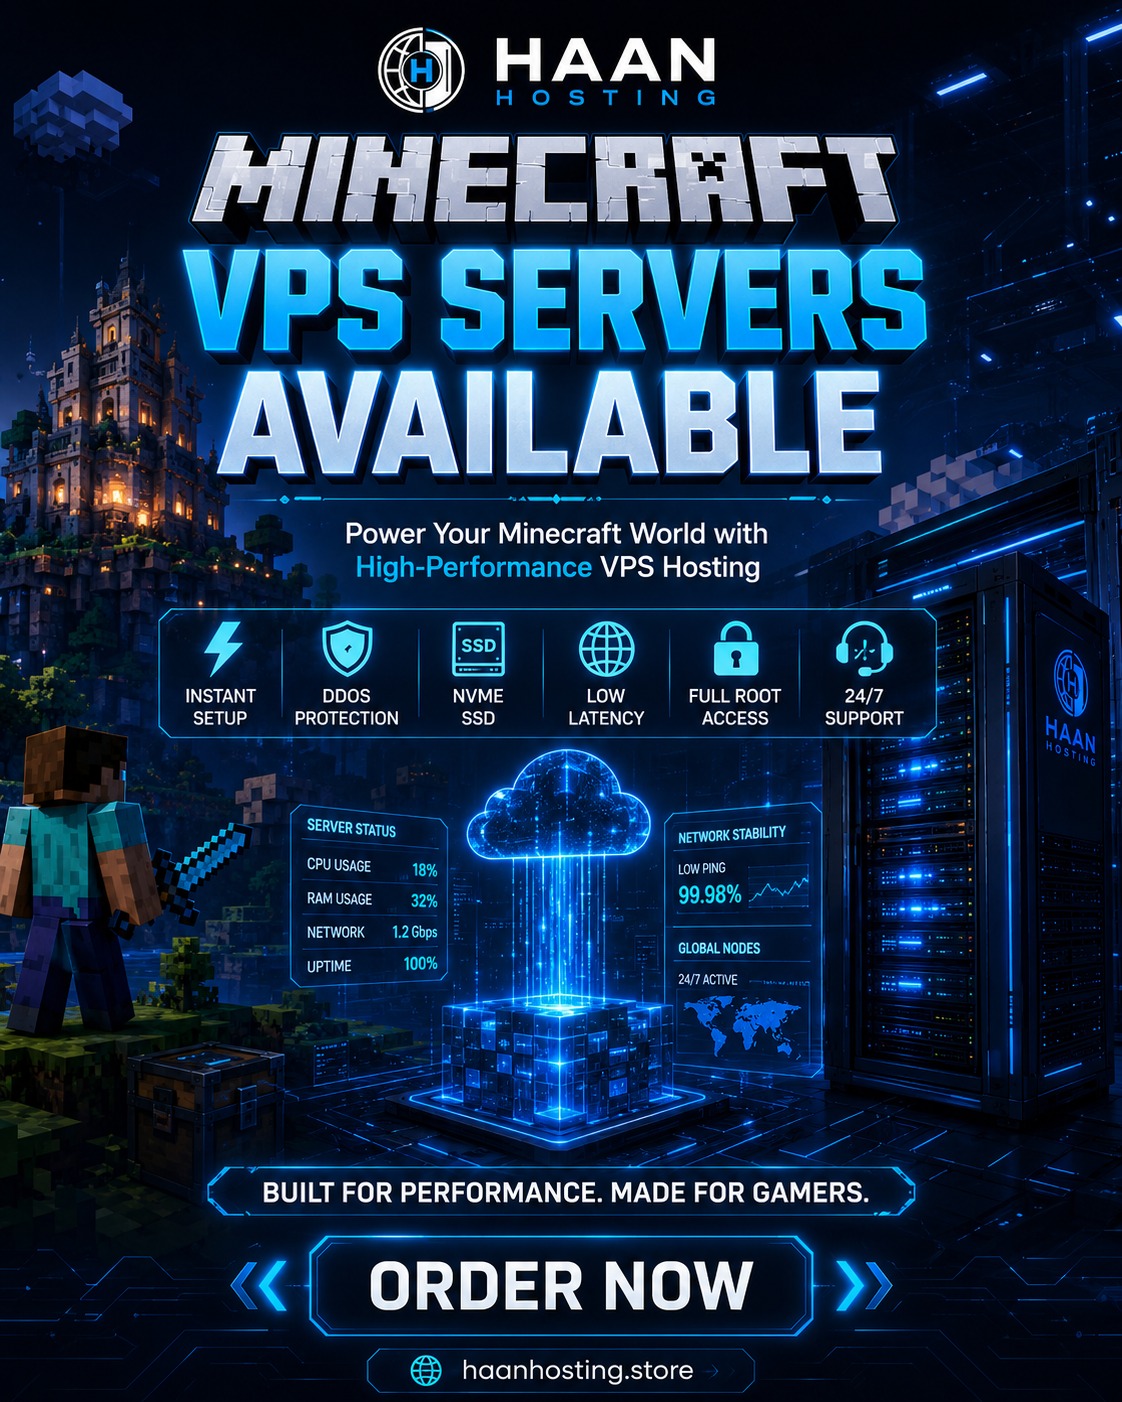 H
HAAN
HOSTING
MINECRAFT
VPS SERVERS
AVAILABLE
Power Your Minecraft World with
High-Performance VPS Hosting
INSTANT
SETUP
DDOS
PROTECTION
SSD
NVME
SSD
LOW
LATENCY
FULL ROOT
ACCESS
24/7
SUPPORT
H
HAAN
HOSTING
SERVER STATUS
CPU USAGE 18%
RAM USAGE 32%
NETWORK 1.2 Gbps
UPTIME 100%
NETWORK STABILITY
LOW PING
99.98%
GLOBAL NODES
24/7 ACTIVE
BUILT FOR PERFORMANCE. MADE FOR GAMERS.
ORDER NOW
haanhosting.store